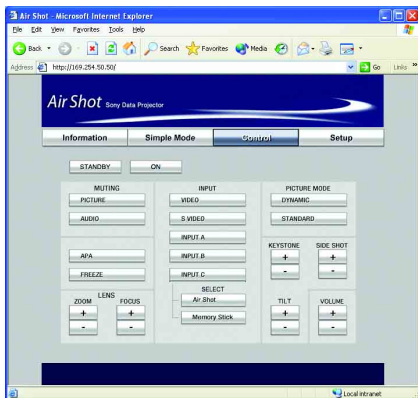 Air Shot - Microsoft Internet Explorer
File Edit View Favorites Tools Help
Back Search Favorites Media
Address http://169.254.50.50/ Go Links »
Air Shot Sony Data Projector
Information Simple Mode Control Setup
STANDBY ON
MUTING INPUT PICTURE MODE
PICTURE VIDEO DYNAMIC
AUDIO S VIDEO STANDARD
INPUT A
KEYSTONE SIDE SHOT
APA INPUT B + +
FREEZE INPUT C - -
LENS SELECT
ZOOM FOCUS Air Shot TILT VOLUME
+ + Memory Stick + +
- - - -
Local intranet